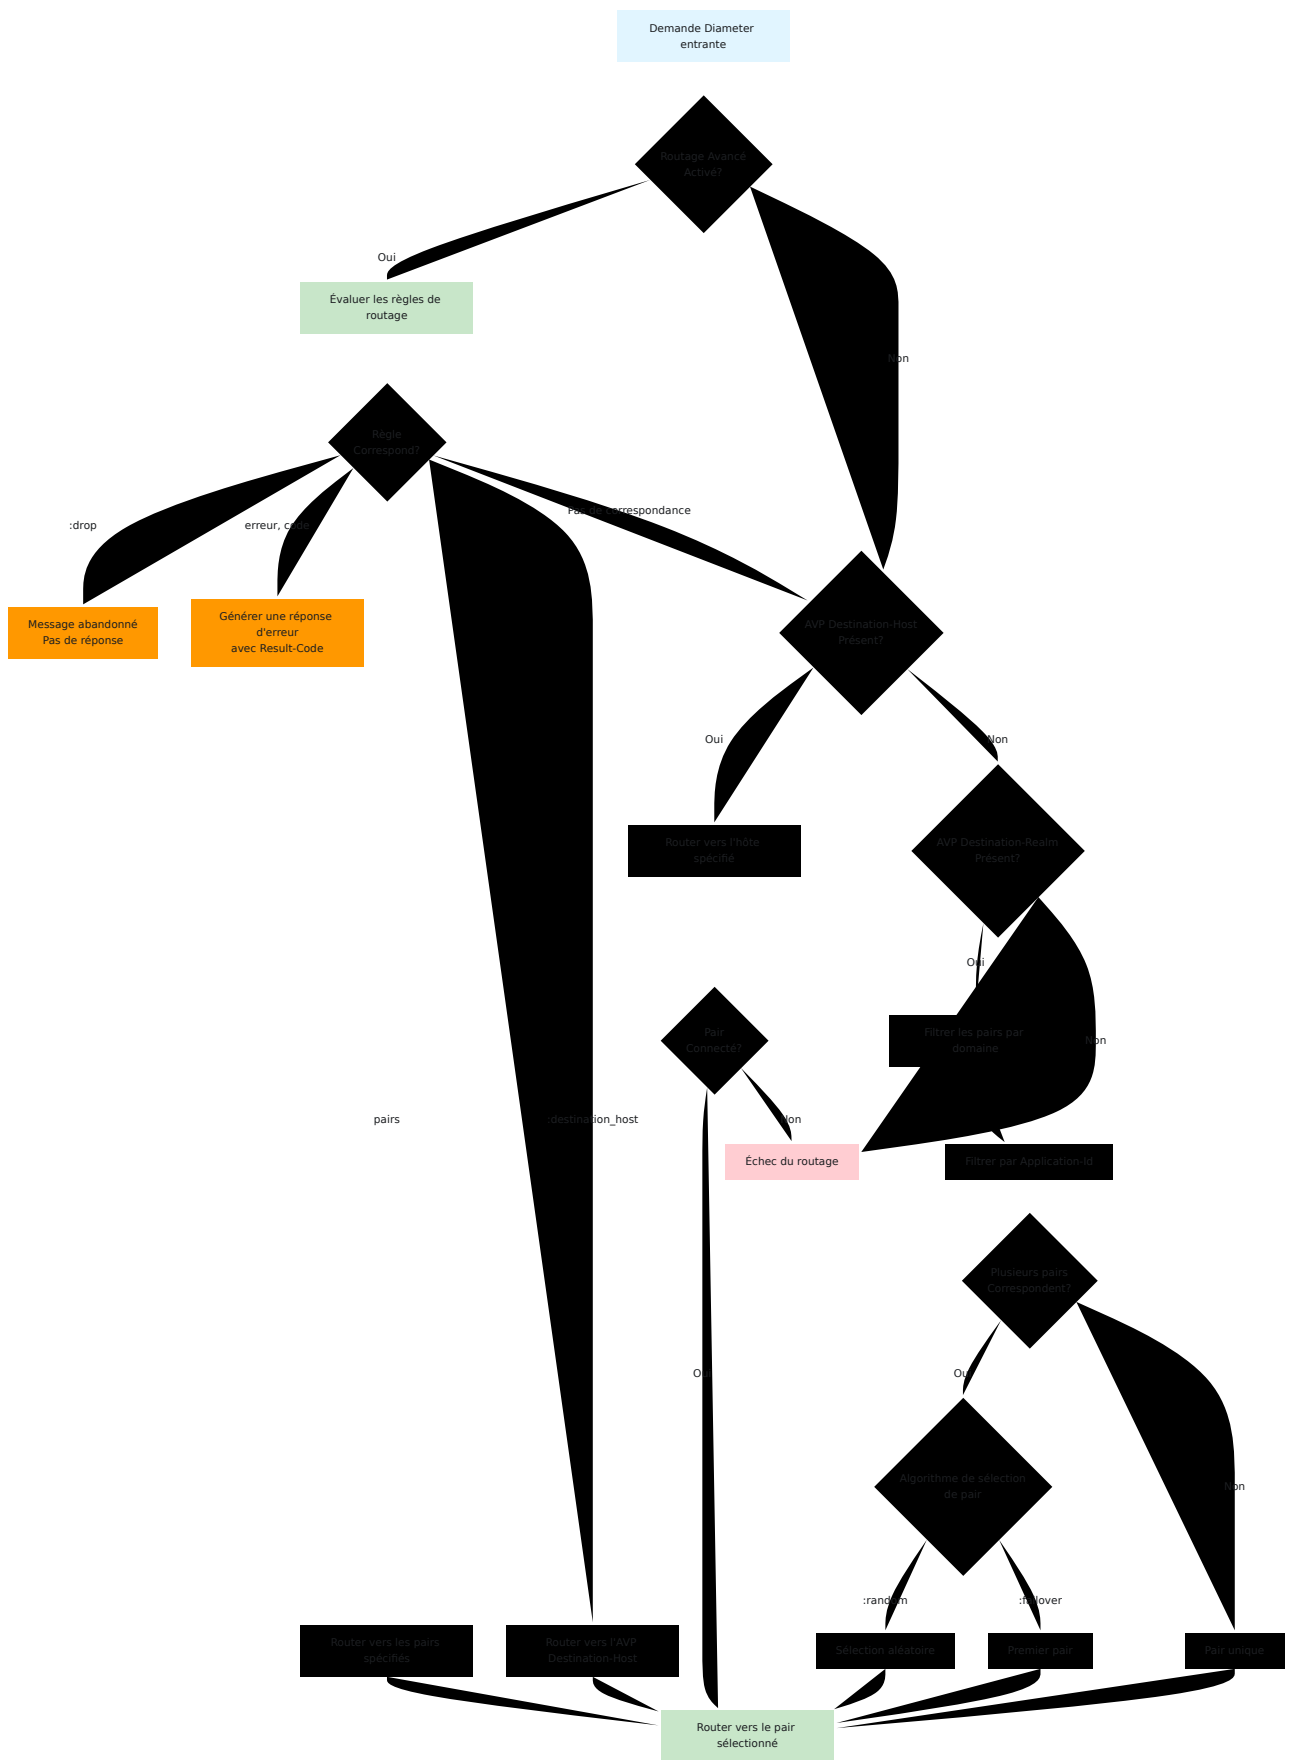 Demande Diameter
entrante
Routage Avancé
Activé?
Oui
Non
Évaluer les règles de
routage
Règle
Correspond?
:drop
erreur, code
Pas de correspondance
Message abandonné
Pas de réponse
Générer une réponse
d'erreur
avec Result-Code
AVP Destination-Host
Présent?
Oui
Non
Router vers l'hôte
spécifié
AVP Destination-Realm
Présent?
Oui
Non
Pair
Connecté?
Filtrer les pairs par
domaine
pairs
:destination_host
Non
Échec du routage
Filtrer par Application-Id
Plusieurs pairs
Correspondent?
Oui
Oui
Non
Algorithme de sélection
de pair
:random
:failover
Router vers les pairs
spécifiés
Router vers l'AVP
Destination-Host
Sélection aléatoire
Premier pair
Pair unique
Router vers le pair
sélectionné